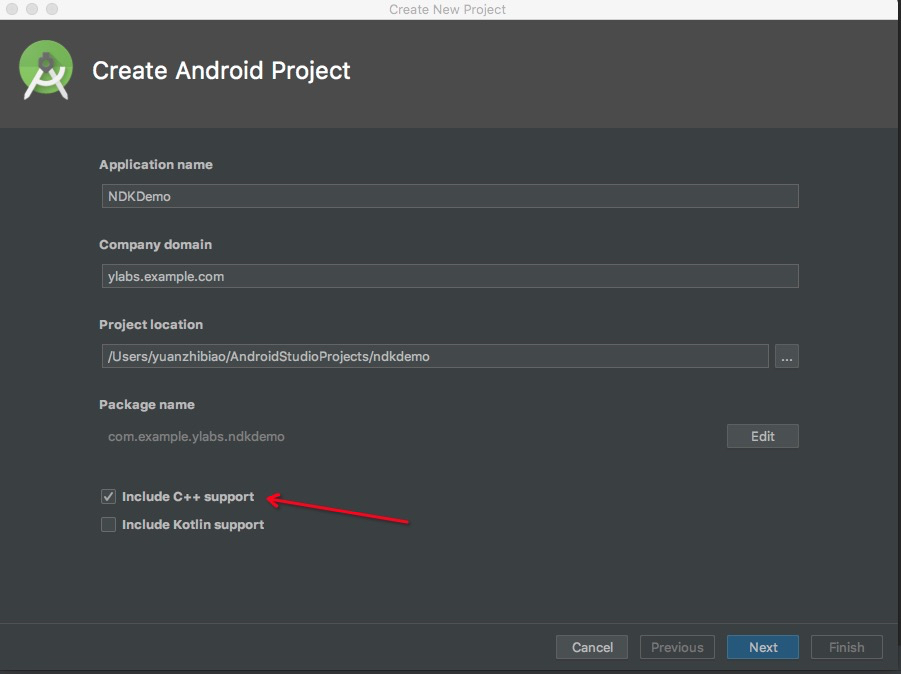 Create New Project
Create Android Project
Application name
NDKDemo
Company domain
ylabs.example.com
Project location
/Users/yuanzhibiao/AndroidStudioProjects/ndkdemo
...
Package name
com.example.ylabs.ndkdemo
Edit
Include C++ support
Include Kotlin support
Cancel
Previous
Next
Finish